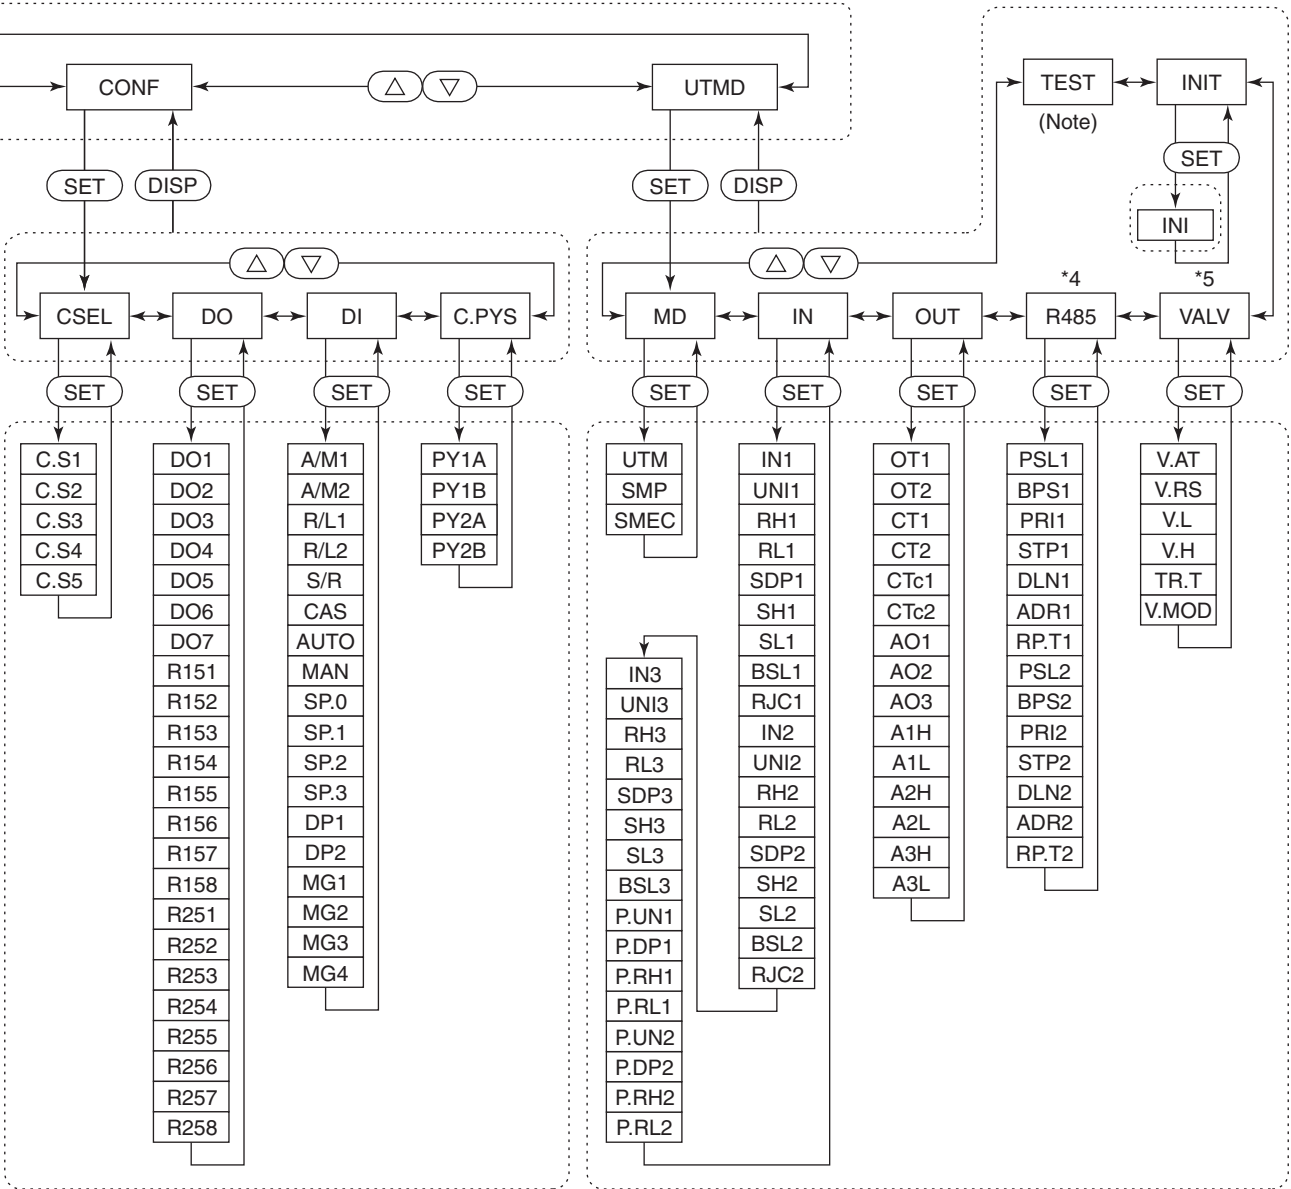 CONF
△ ▽
UTMD
TEST
(Note)
INIT
SET
INI
SET
DISP
SET
DISP
△ ▽
CSEL
DO
DI
C.PYS
△ ▽
MD
IN
OUT
*4
R485
*5
VALV
SET
SET
SET
SET
SET
SET
SET
SET
SET
C.S1
C.S2
C.S3
C.S4
C.S5
DO1
DO2
DO3
DO4
DO5
DO6
DO7
R151
R152
R153
R154
R155
R156
R157
R158
R251
R252
R253
R254
R255
R256
R257
R258
A/M1
A/M2
R/L1
R/L2
S/R
CAS
AUTO
MAN
SP.0
SP.1
SP.2
SP.3
DP1
DP2
MG1
MG2
MG3
MG4
PY1A
PY1B
PY2A
PY2B
UTM
SMP
SMEC
IN1
UNI1
RH1
RL1
SDP1
SH1
SL1
BSL1
RJC1
IN2
UNI2
RH2
RL2
SDP2
SH2
SL2
BSL2
RJC2
IN3
UNI3
RH3
RL3
SDP3
SH3
SL3
BSL3
P.UN1
P.DP1
P.RH1
P.RL1
P.UN2
P.DP2
P.RH2
P.RL2
OT1
OT2
CT1
CT2
CTc1
CTc2
AO1
AO2
AO3
A1H
A1L
A2H
A2L
A3H
A3L
PSL1
BPS1
PRI1
STP1
DLN1
ADR1
RP.T1
PSL2
BPS2
PRI2
STP2
DLN2
ADR2
RP.T2
V.AT
V.RS
V.L
V.H
TR.T
V.MOD